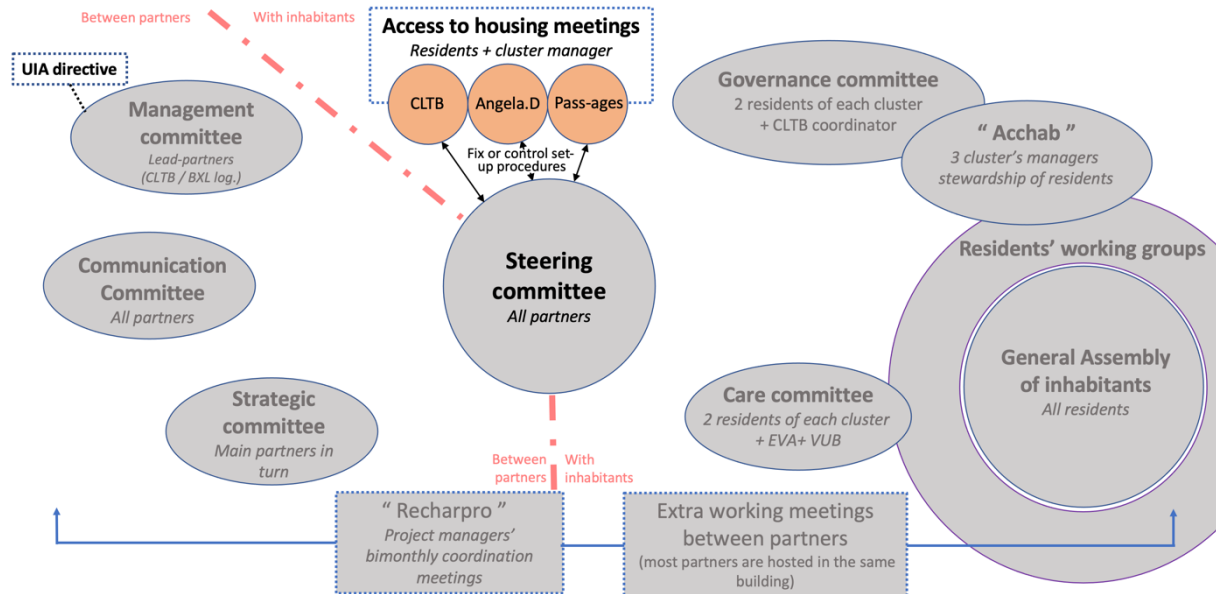 Between partners
With inhabitants
UIA directive
Management
committee
Lead-partners
(CLTB / BXL log.)
Access to housing meetings
Residents + cluster manager
CLTB
Angela.D
Pass-ages
Fix or control set-
up procedures
Governance committee
2 residents of each cluster
+ CLTB coordinator
“ Acchab ”
3 cluster’s managers
stewardship of residents
Communication
Committee
All partners
Steering
committee
All partners
Residents’ working groups
General Assembly
of inhabitants
All residents
Strategic
committee
Main partners in
turn
Care committee
2 residents of each cluster
+ EVA+ VUB
Between
partners
With
inhabitants
“ Recharpro ”
Project managers’
bimonthly coordination
meetings
Extra working meetings
between partners
(most partners are hosted in the same
building)